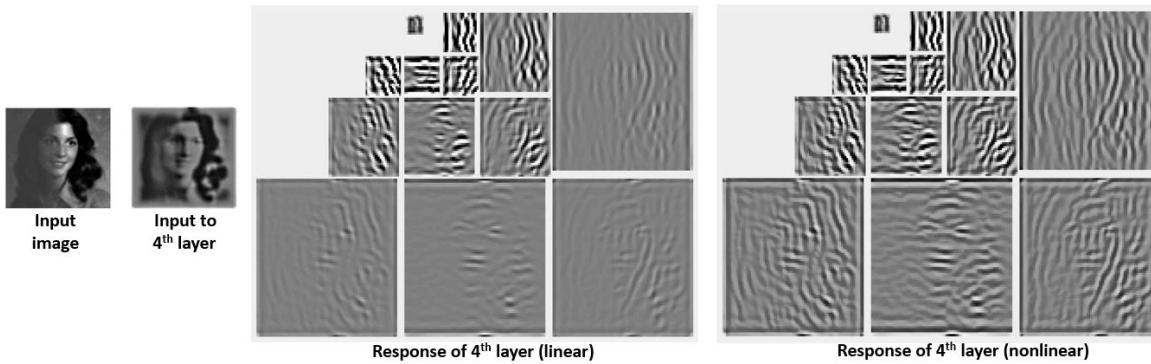 Input
image
Input to
4th layer
Response of 4th layer (linear)
Response of 4th layer (nonlinear)